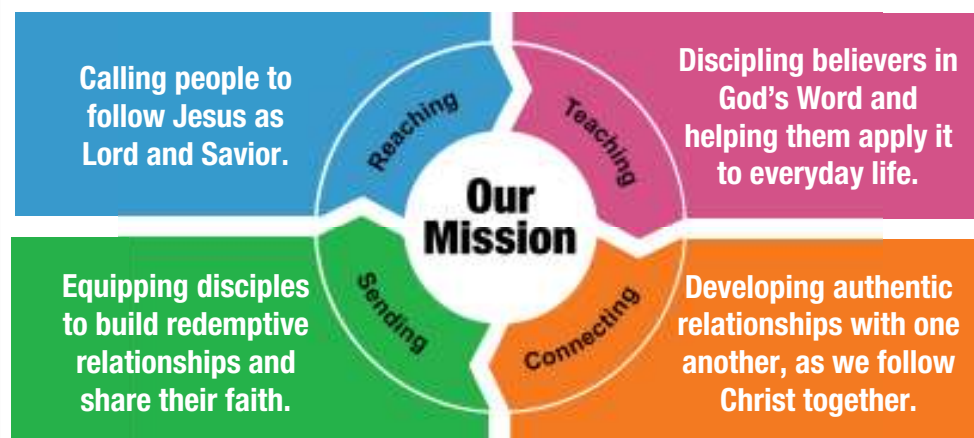 Calling people to
follow Jesus as
Lord and Savior.
Reaching
Teaching
Discipling believers in
God's Word and
helping them apply it
to everyday life.
Our
Mission
Equipping disciples
to build redemptive
relationships and
share their faith.
Sending
Connecting
Developing authentic
relationships with one
another, as we follow
Christ together.